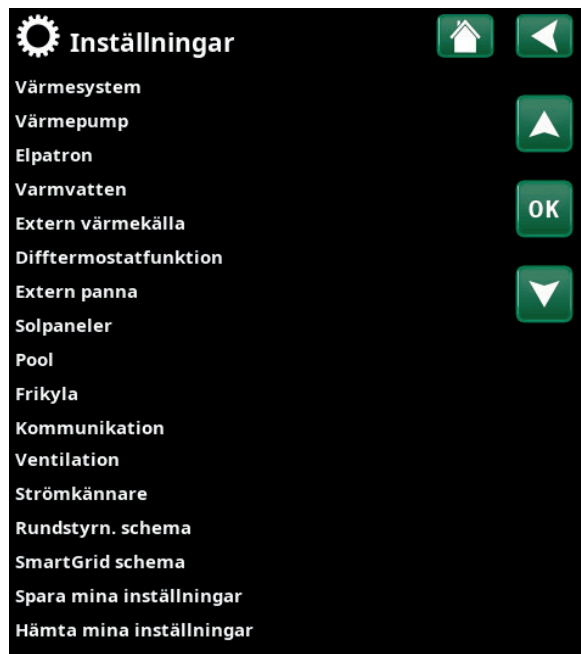 Inställningar
Värmesystem
Värmepump
Elpatron
Varmvatten
OK
Extern värmekälla
Difftermostatfunktion
Extern panna
Solpaneler
Pool
Frikyla
Kommunikation
Ventilation
Strömkännare
Rundstyrn. schema
SmartGrid schema
Spara mina inställningar
Hämta mina inställningar